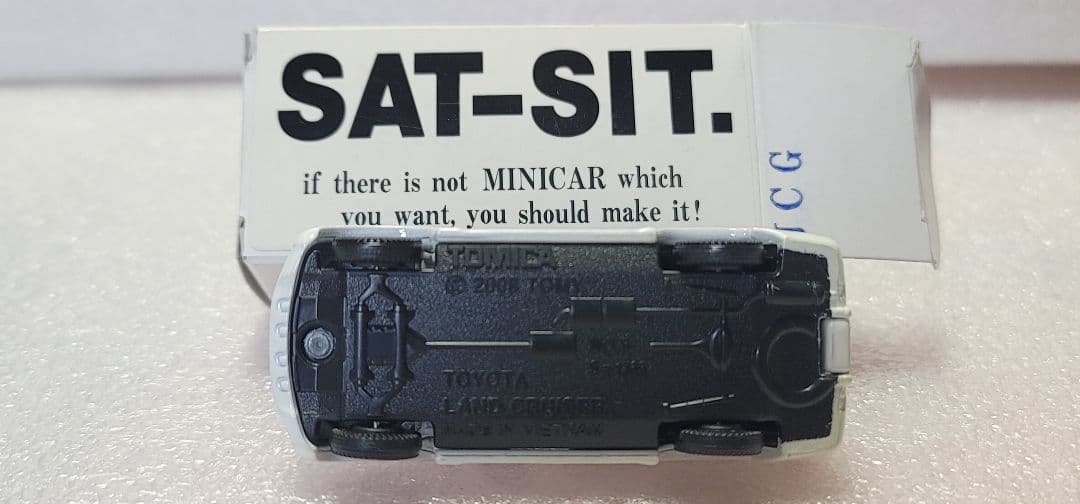 SAT-SIT.
if there is not MINICAR which
you want, you should make it!
JCG
TOMICA
© 2008 TOMY
TOYOTA
LAND CRUISER
MADE IN VIETNAM